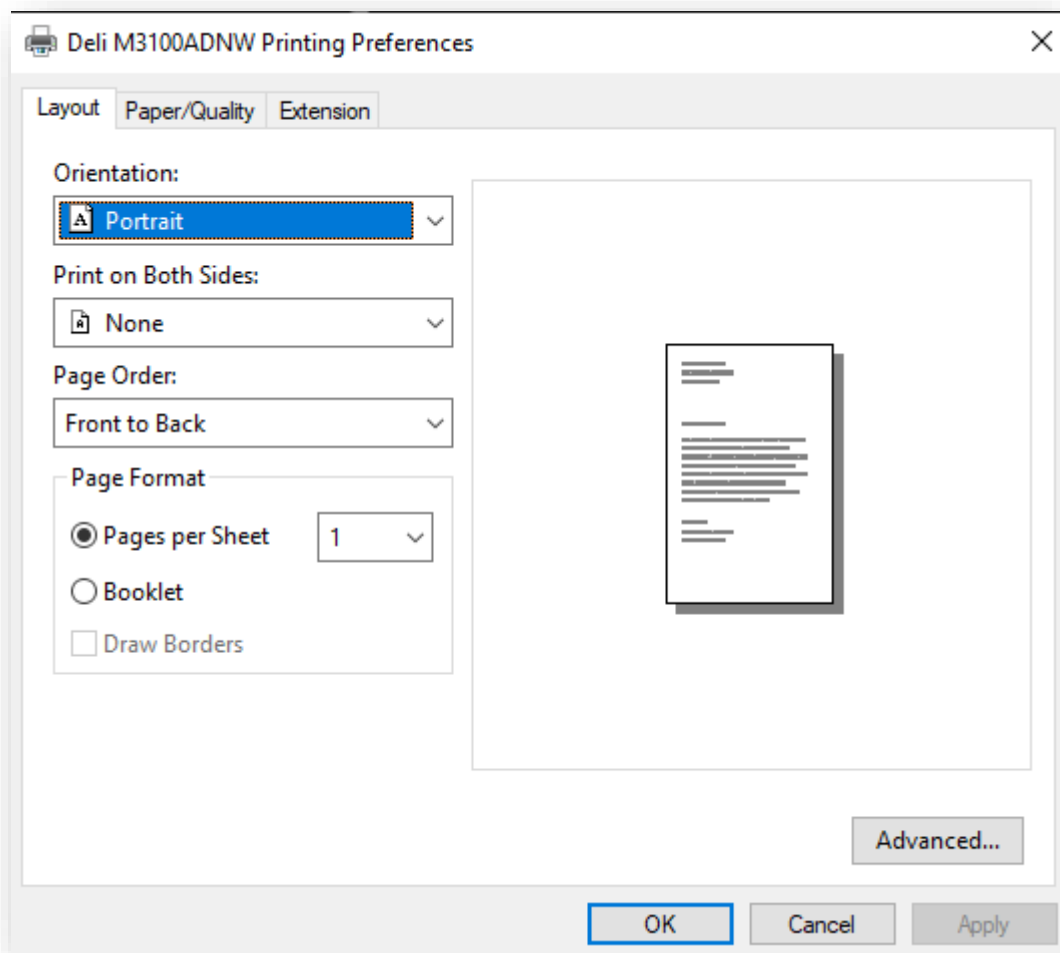 Deli M3100ADNW Printing Preferences
Layout Paper/Quality Extension
Orientation:
A Portrait
Print on Both Sides:
A None
Page Order:
Front to Back
Page Format
Pages per Sheet 1
Booklet
Draw Borders
Advanced...
OK Cancel Apply